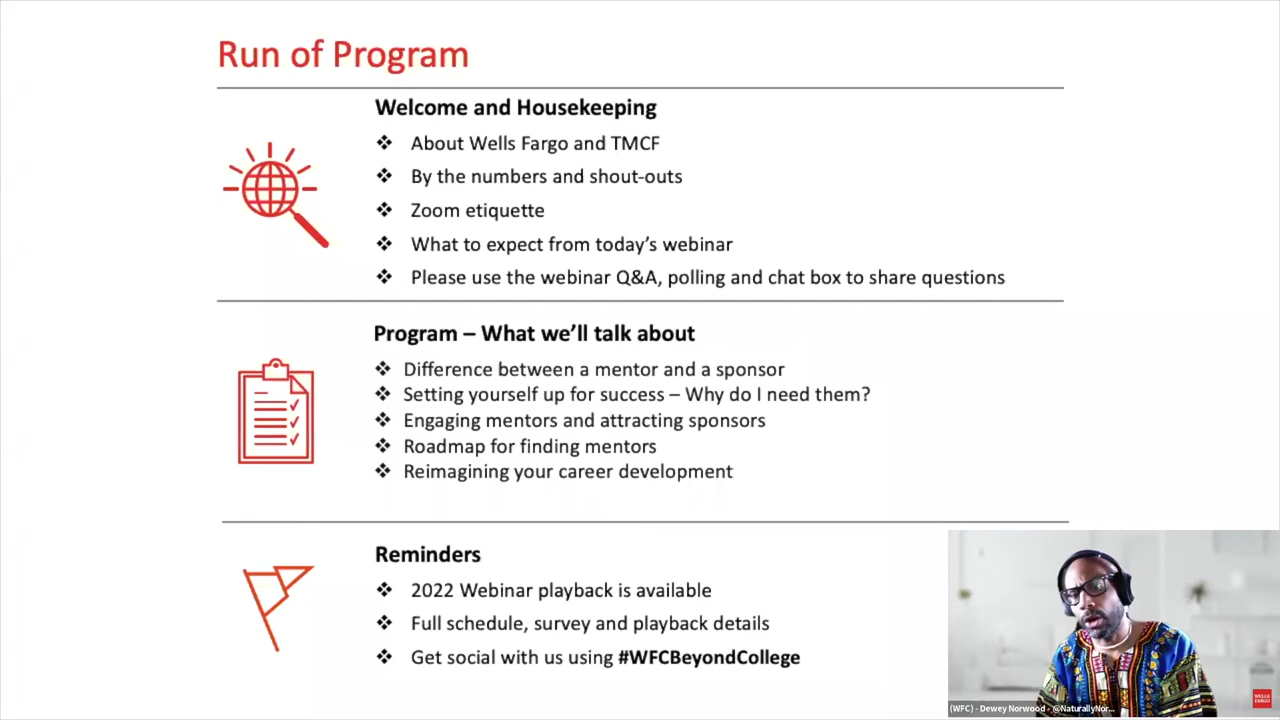 Run of Program
Welcome and Housekeeping
❖ About Wells Fargo and TMCF
❖ By the numbers and shout-outs
❖ Zoom etiquette
❖ What to expect from today’s webinar
❖ Please use the webinar Q&A, polling and chat box to share questions
Program – What we’ll talk about
❖ Difference between a mentor and a sponsor
❖ Setting yourself up for success – Why do I need them?
❖ Engaging mentors and attracting sponsors
❖ Roadmap for finding mentors
❖ Reimagining your career development
Reminders
❖ 2022 Webinar playback is available
❖ Full schedule, survey and playback details
❖ Get social with us using #WFCBeyondCollege
(WFC) - Dewey Norwood - @NaturallyNor...
WELLS
FARGO